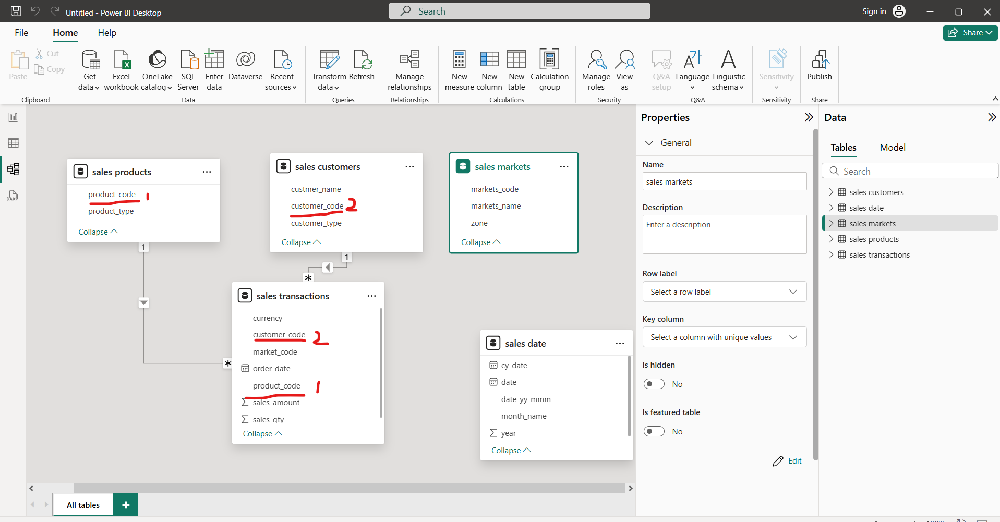 Untitled - Power BI Desktop
Search
Sign in
File
Home
Help
Share
Paste
Cut
Copy
Clipboard
Get data
Excel workbook
OneLake catalog
SQL Server
Enter data
Dataverse
Recent sources
Data
Transform data
Refresh
Queries
Manage relationships
Relationships
New measure
New column
New table
Calculation group
Calculations
Manage roles
View as
Security
Q&A setup
Language
Linguistic schema
Q&A
Sensitivity
Sensitivity
Publish
Share
DAX
sales products
product_code 1
product_type
Collapse
1
*
sales customers
custmer_name
customer_code 2
customer_type
Collapse
1
*
sales markets
markets_code
markets_name
zone
Collapse
sales transactions
currency
customer_code 2
market_code
order_date
product_code 1
sales_amount
sales_qty
Collapse
sales date
cy_date
date
date_yy_mmm
month_name
year
Collapse
All tables
Properties
General
Name
sales markets
Description
Enter a description
Row label
Select a row label
Key column
Select a column with unique values
Is hidden
No
Is featured table
No
Edit
Data
Tables
Model
Search
sales customers
sales date
sales markets
sales products
sales transactions